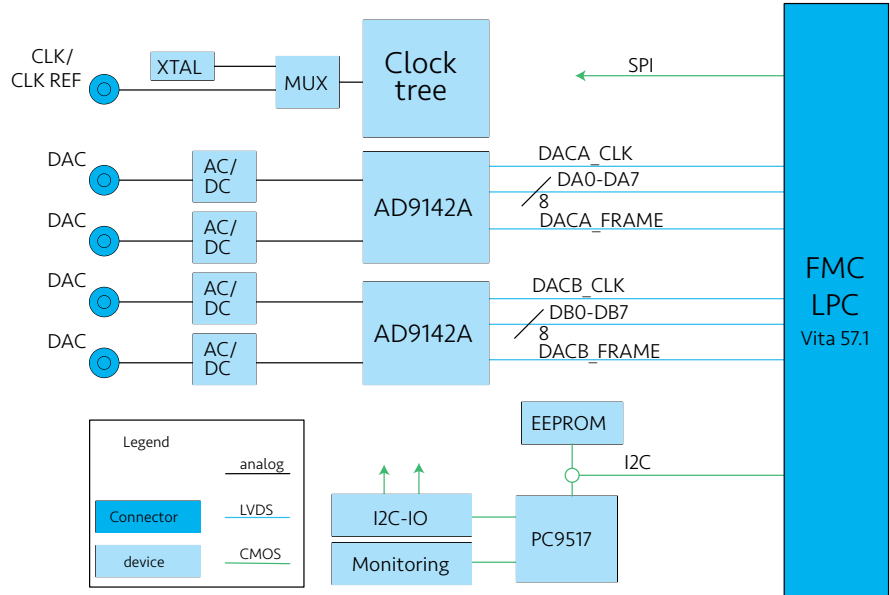 CLK/
CLK REF
XTAL
MUX
Clock
tree
SPI
DAC
AC/
DC
DAC
AC/
DC
AD9142A
DACA_CLK
DA0-DA7
8
DACA_FRAME
DAC
AC/
DC
DAC
AC/
DC
AD9142A
DACB_CLK
DB0-DB7
8
DACB_FRAME
FMC
LPC
Vita 57.1
Legend
analog
Connector
LVDS
device
CMOS
EEPROM
I2C
I2C-IO
PC9517
Monitoring